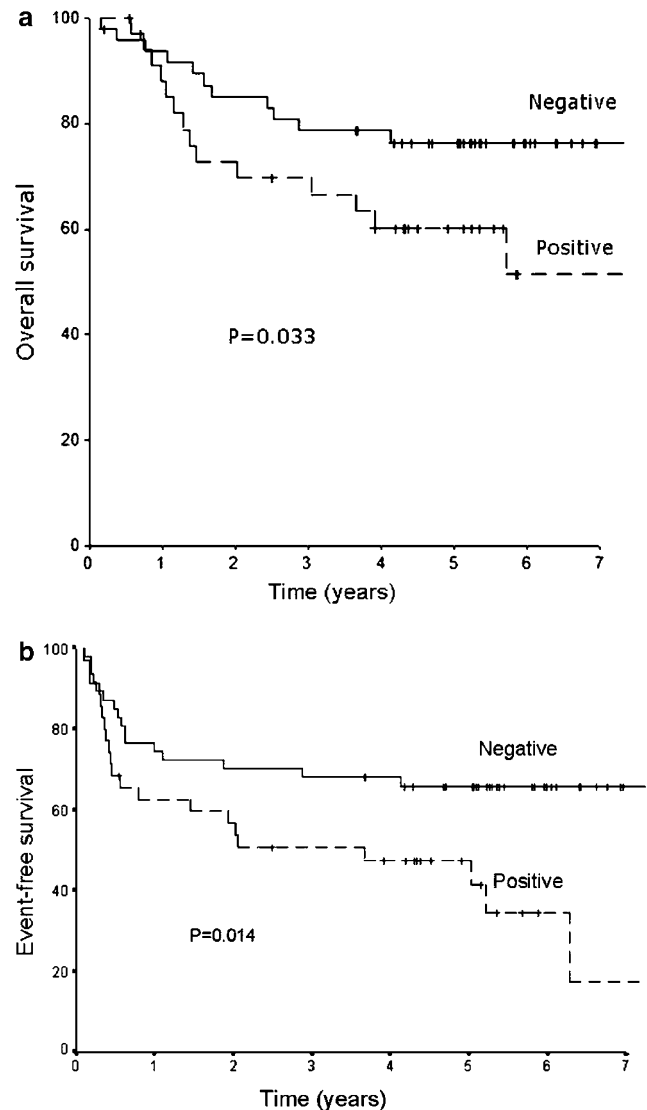 a
100
80
60
40
20
0
Overall survival
Negative
Positive
P=0.033
0 1 2 3 4 5 6 7
Time (years)
b
100
80
60
40
20
0
Event-free survival
Negative
Positive
P=0.014
0 1 2 3 4 5 6 7
Time (years)